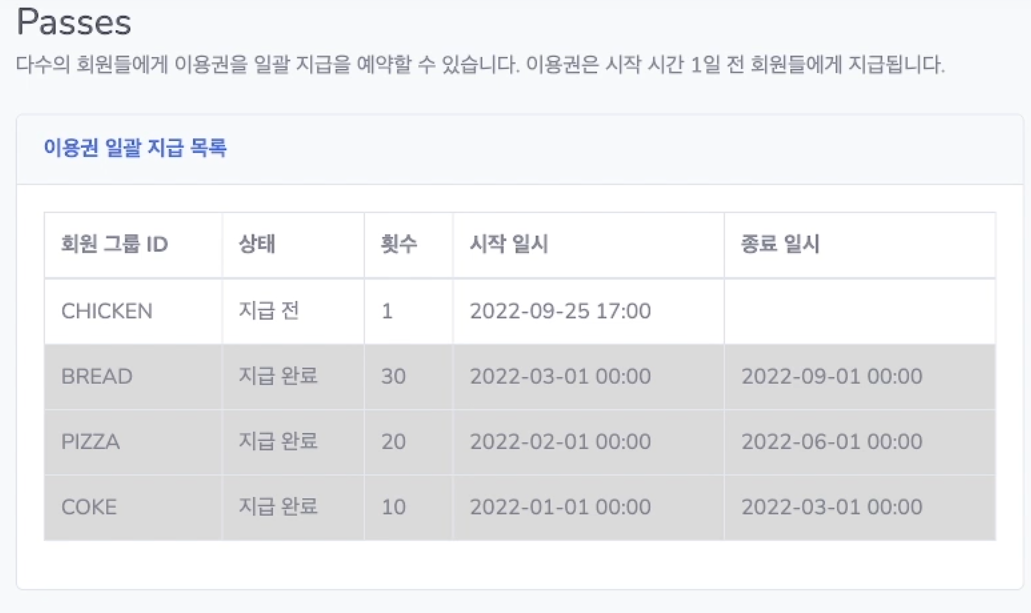 Passes
다수의 회원들에게 이용권을 일괄 지급을 예약할 수 있습니다. 이용권은 시작 시간 1일 전 회원들에게 지급됩니다.
이용권 일괄 지급 목록
회원 그룹 ID 상태 횟수 시작 일시 종료 일시
CHICKEN 지급 전 1 2022-09-25 17:00
BREAD 지급 완료 30 2022-03-01 00:00 2022-09-01 00:00
PIZZA 지급 완료 20 2022-02-01 00:00 2022-06-01 00:00
COKE 지급 완료 10 2022-01-01 00:00 2022-03-01 00:00